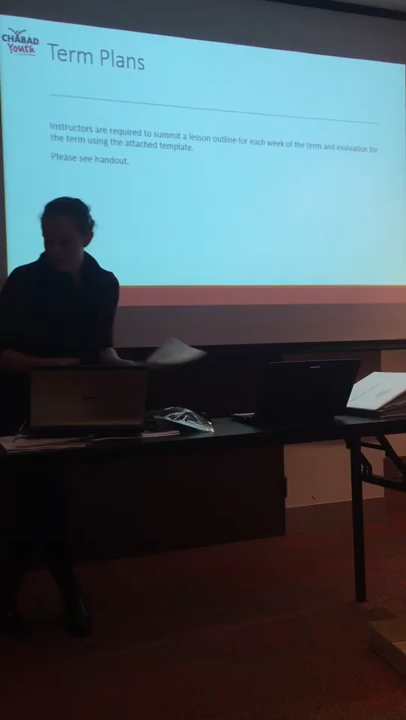 CHABAD
Youth
Term Plans
Instructors are required to summit a lesson outline for each week of the term and evaluation for
the term using the attached template.
Please see handout.